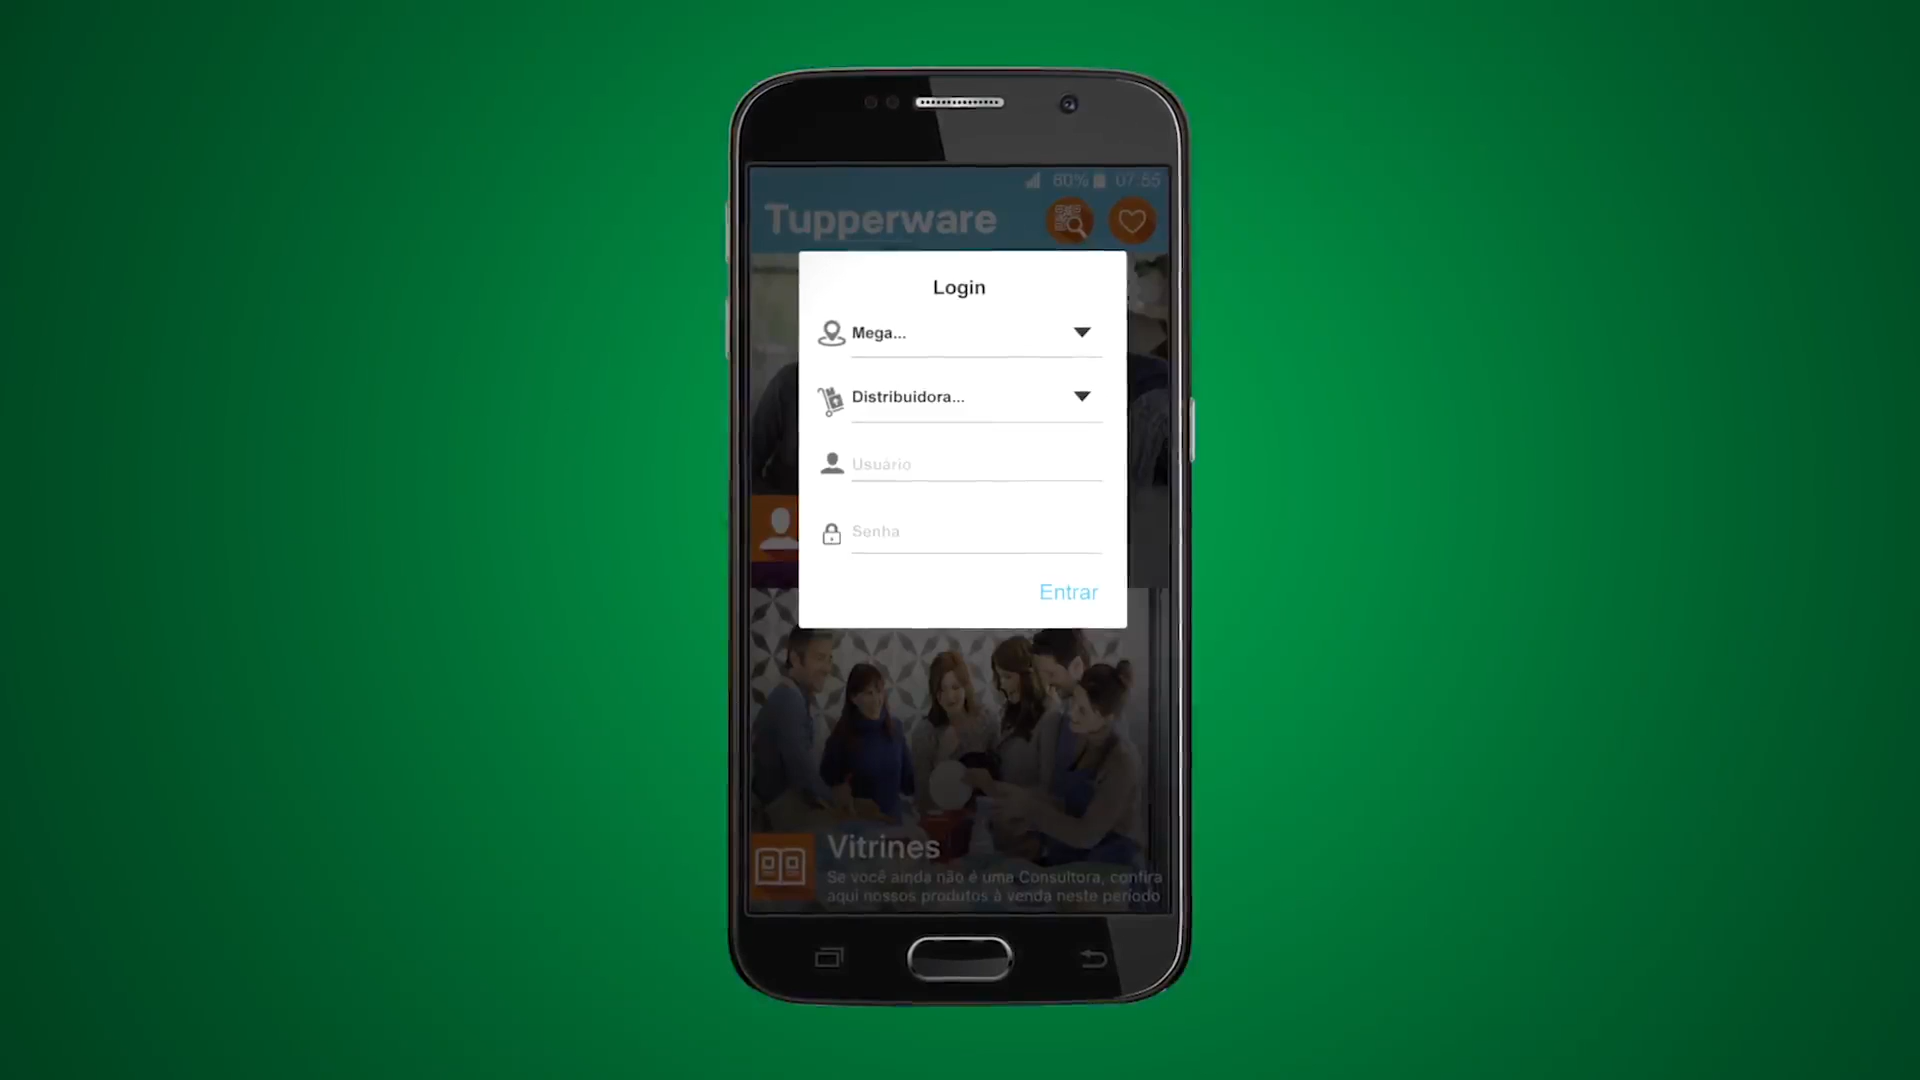 60% 07:55
Tupperware
Login
Mega...
Distribuidora...
Usuário
Senha
Entrar
Vitrines
Se você ainda não é uma Consultora, confira
aqui nossos produtos à venda neste período